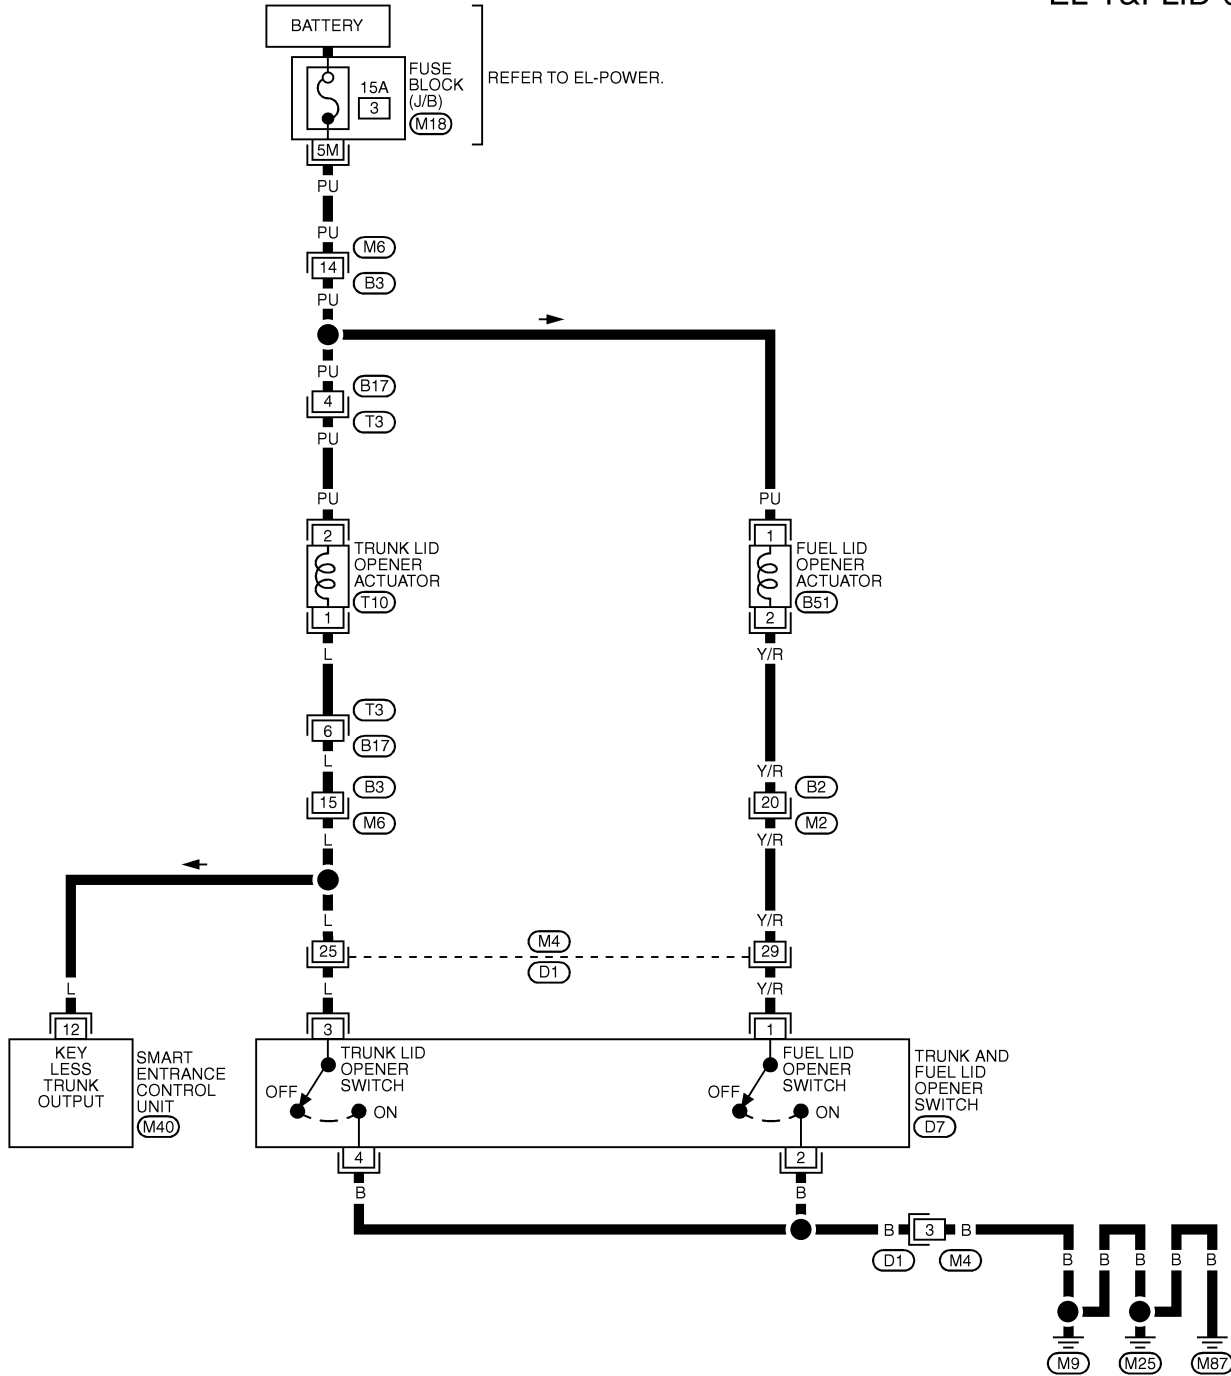 BATTERY
FUSE
BLOCK
(J/B)
M18
15A
3
REFER TO EL-POWER.
5M
PU
PU
M6
14
B3
PU
PU
B17
4
T3
PU
PU
PU
2
TRUNK LID
OPENER
ACTUATOR
T10
1
1
FUEL LID
OPENER
ACTUATOR
B51
2
L
Y/R
T3
6
B17
L
Y/R
B3
15
M6
B2
20
M2
L
Y/R
L
Y/R
25
M4
D1
29
L
L
Y/R
12
3
1
KEY
LESS
TRUNK
OUTPUT
SMART
ENTRANCE
CONTROL
UNIT
M40
TRUNK LID
OPENER
SWITCH
OFF
ON
FUEL LID
OPENER
SWITCH
OFF
ON
TRUNK AND
FUEL LID
OPENER
SWITCH
D7
4
2
B
B
B
3
B
D1
M4
B
B
B
B
B
M9
M25
M87